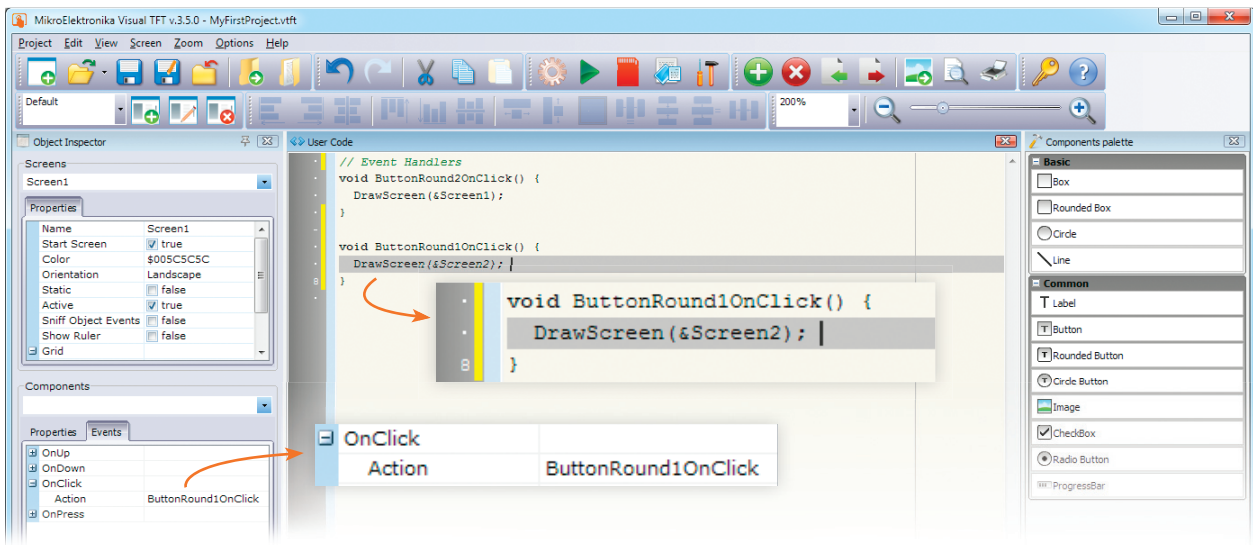 MikroElektronika Visual TFT v.3.5.0 - MyFirstProject.vtft
Project Edit View Screen Zoom Options Help
Default
200%
Object Inspector
Screens
Screen1
Properties
Name Screen1
Start Screen true
Color $005C5C5C
Orientation Landscape
Static false
Active true
Sniff Object Events false
Show Ruler false
Grid
Components
Properties Events
OnUp
OnDown
OnClick
Action ButtonRound1OnClick
OnPress
User Code
// Event Handlers
void ButtonRound2OnClick() {
DrawScreen(&Screen1);
}
void ButtonRound1OnClick() {
DrawScreen(&Screen2);
8 }
void ButtonRound1OnClick() {
DrawScreen(&Screen2);
8 }
OnClick
Action ButtonRound1OnClick
Components palette
Basic
Box
Rounded Box
Circle
Line
Common
T Label
T Button
T Rounded Button
T Circle Button
Image
CheckBox
Radio Button
ProgressBar